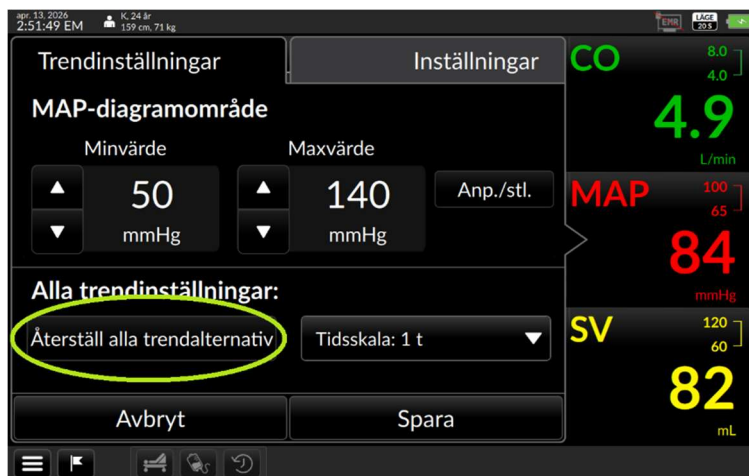 apr. 13, 2026
2:51:49 EM
K, 24 år
159 cm, 71 kg
EMR
LÄGE
20 S
Trendinställningar
Inställningar
MAP-diagramområde
Minvärde
Maxvärde
50
mmHg
140
mmHg
Anp./stl.
Alla trendinställningar:
Återställ alla trendalternativ
Tidsskala: 1 t
Avbryt
Spara
CO
8.0
4.0
4.9
L/min
MAP
100
65
84
mmHg
SV
120
60
82
mL